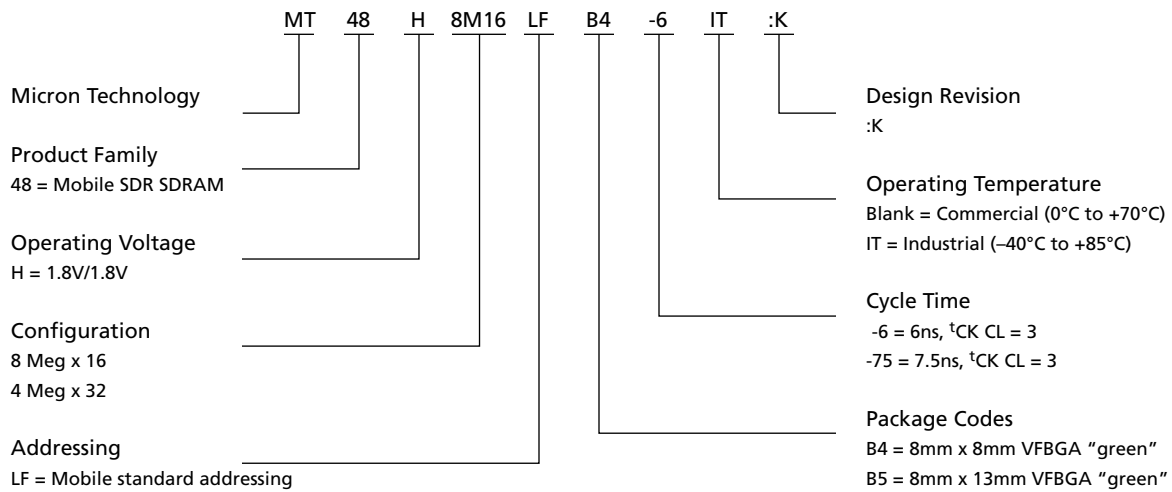 MT 48 H 8M16 LF B4 -6 IT :K
Micron Technology
Product Family
48 = Mobile SDR SDRAM
Operating Voltage
H = 1.8V/1.8V
Configuration
8 Meg x 16
4 Meg x 32
Addressing
LF = Mobile standard addressing
Design Revision
:K
Operating Temperature
Blank = Commercial (0°C to +70°C)
IT = Industrial (–40°C to +85°C)
Cycle Time
-6 = 6ns, tCK CL = 3
-75 = 7.5ns, tCK CL = 3
Package Codes
B4 = 8mm x 8mm VFBGA “green”
B5 = 8mm x 13mm VFBGA “green”